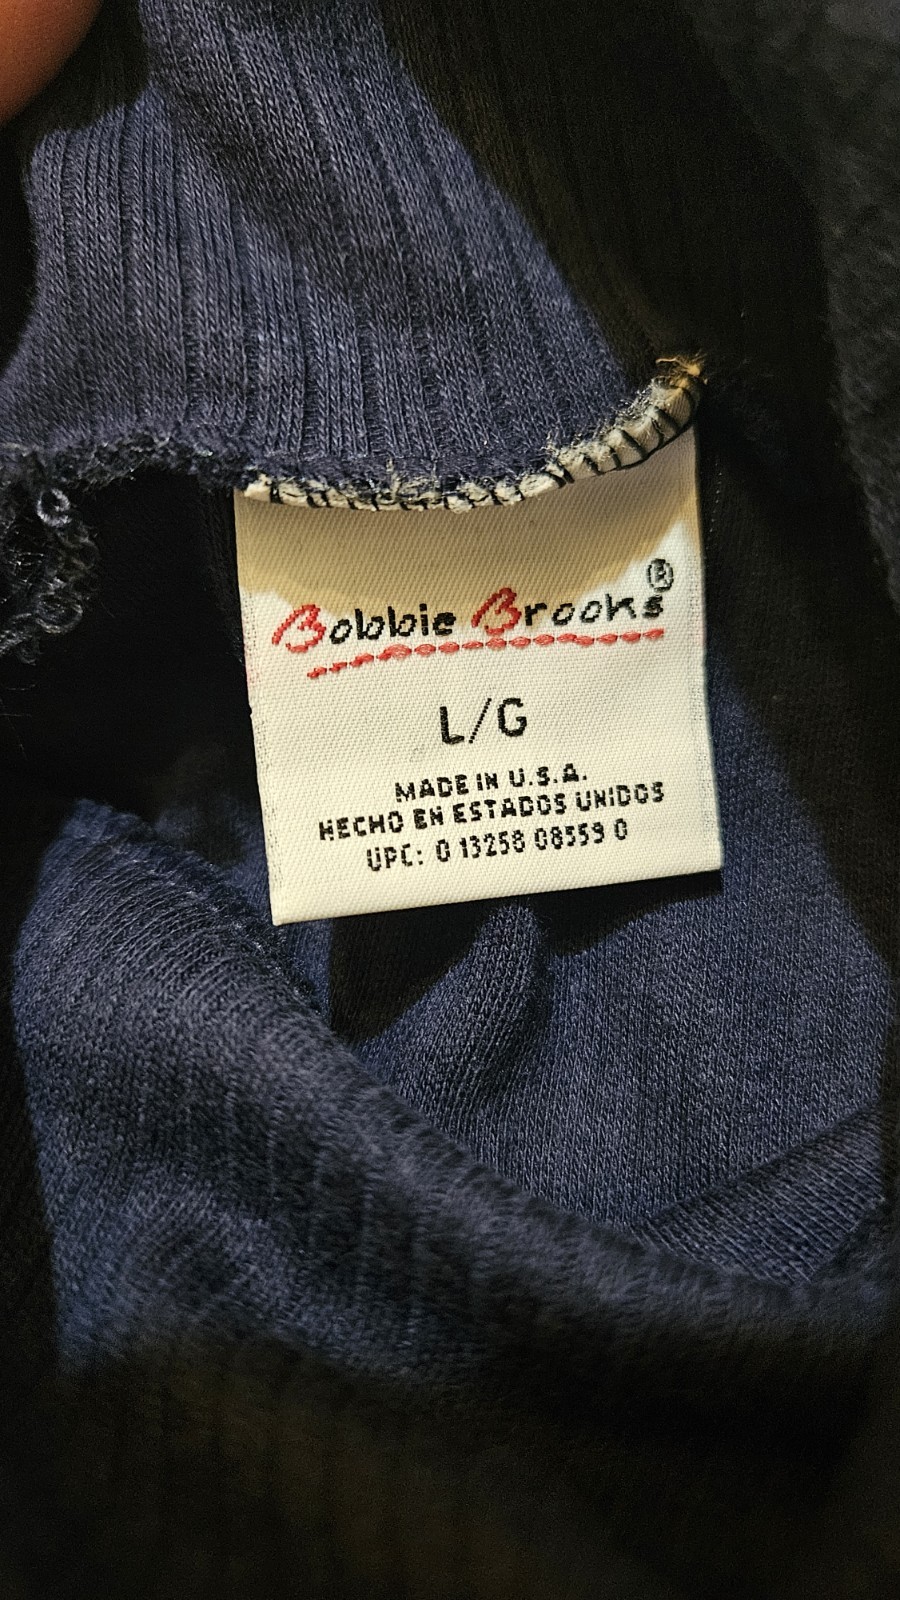 Bobbie Brooks®
L/G
MADE IN U.S.A.
HECHO EN ESTADOS UNIDOS
UPC: 0 13258 08559 0